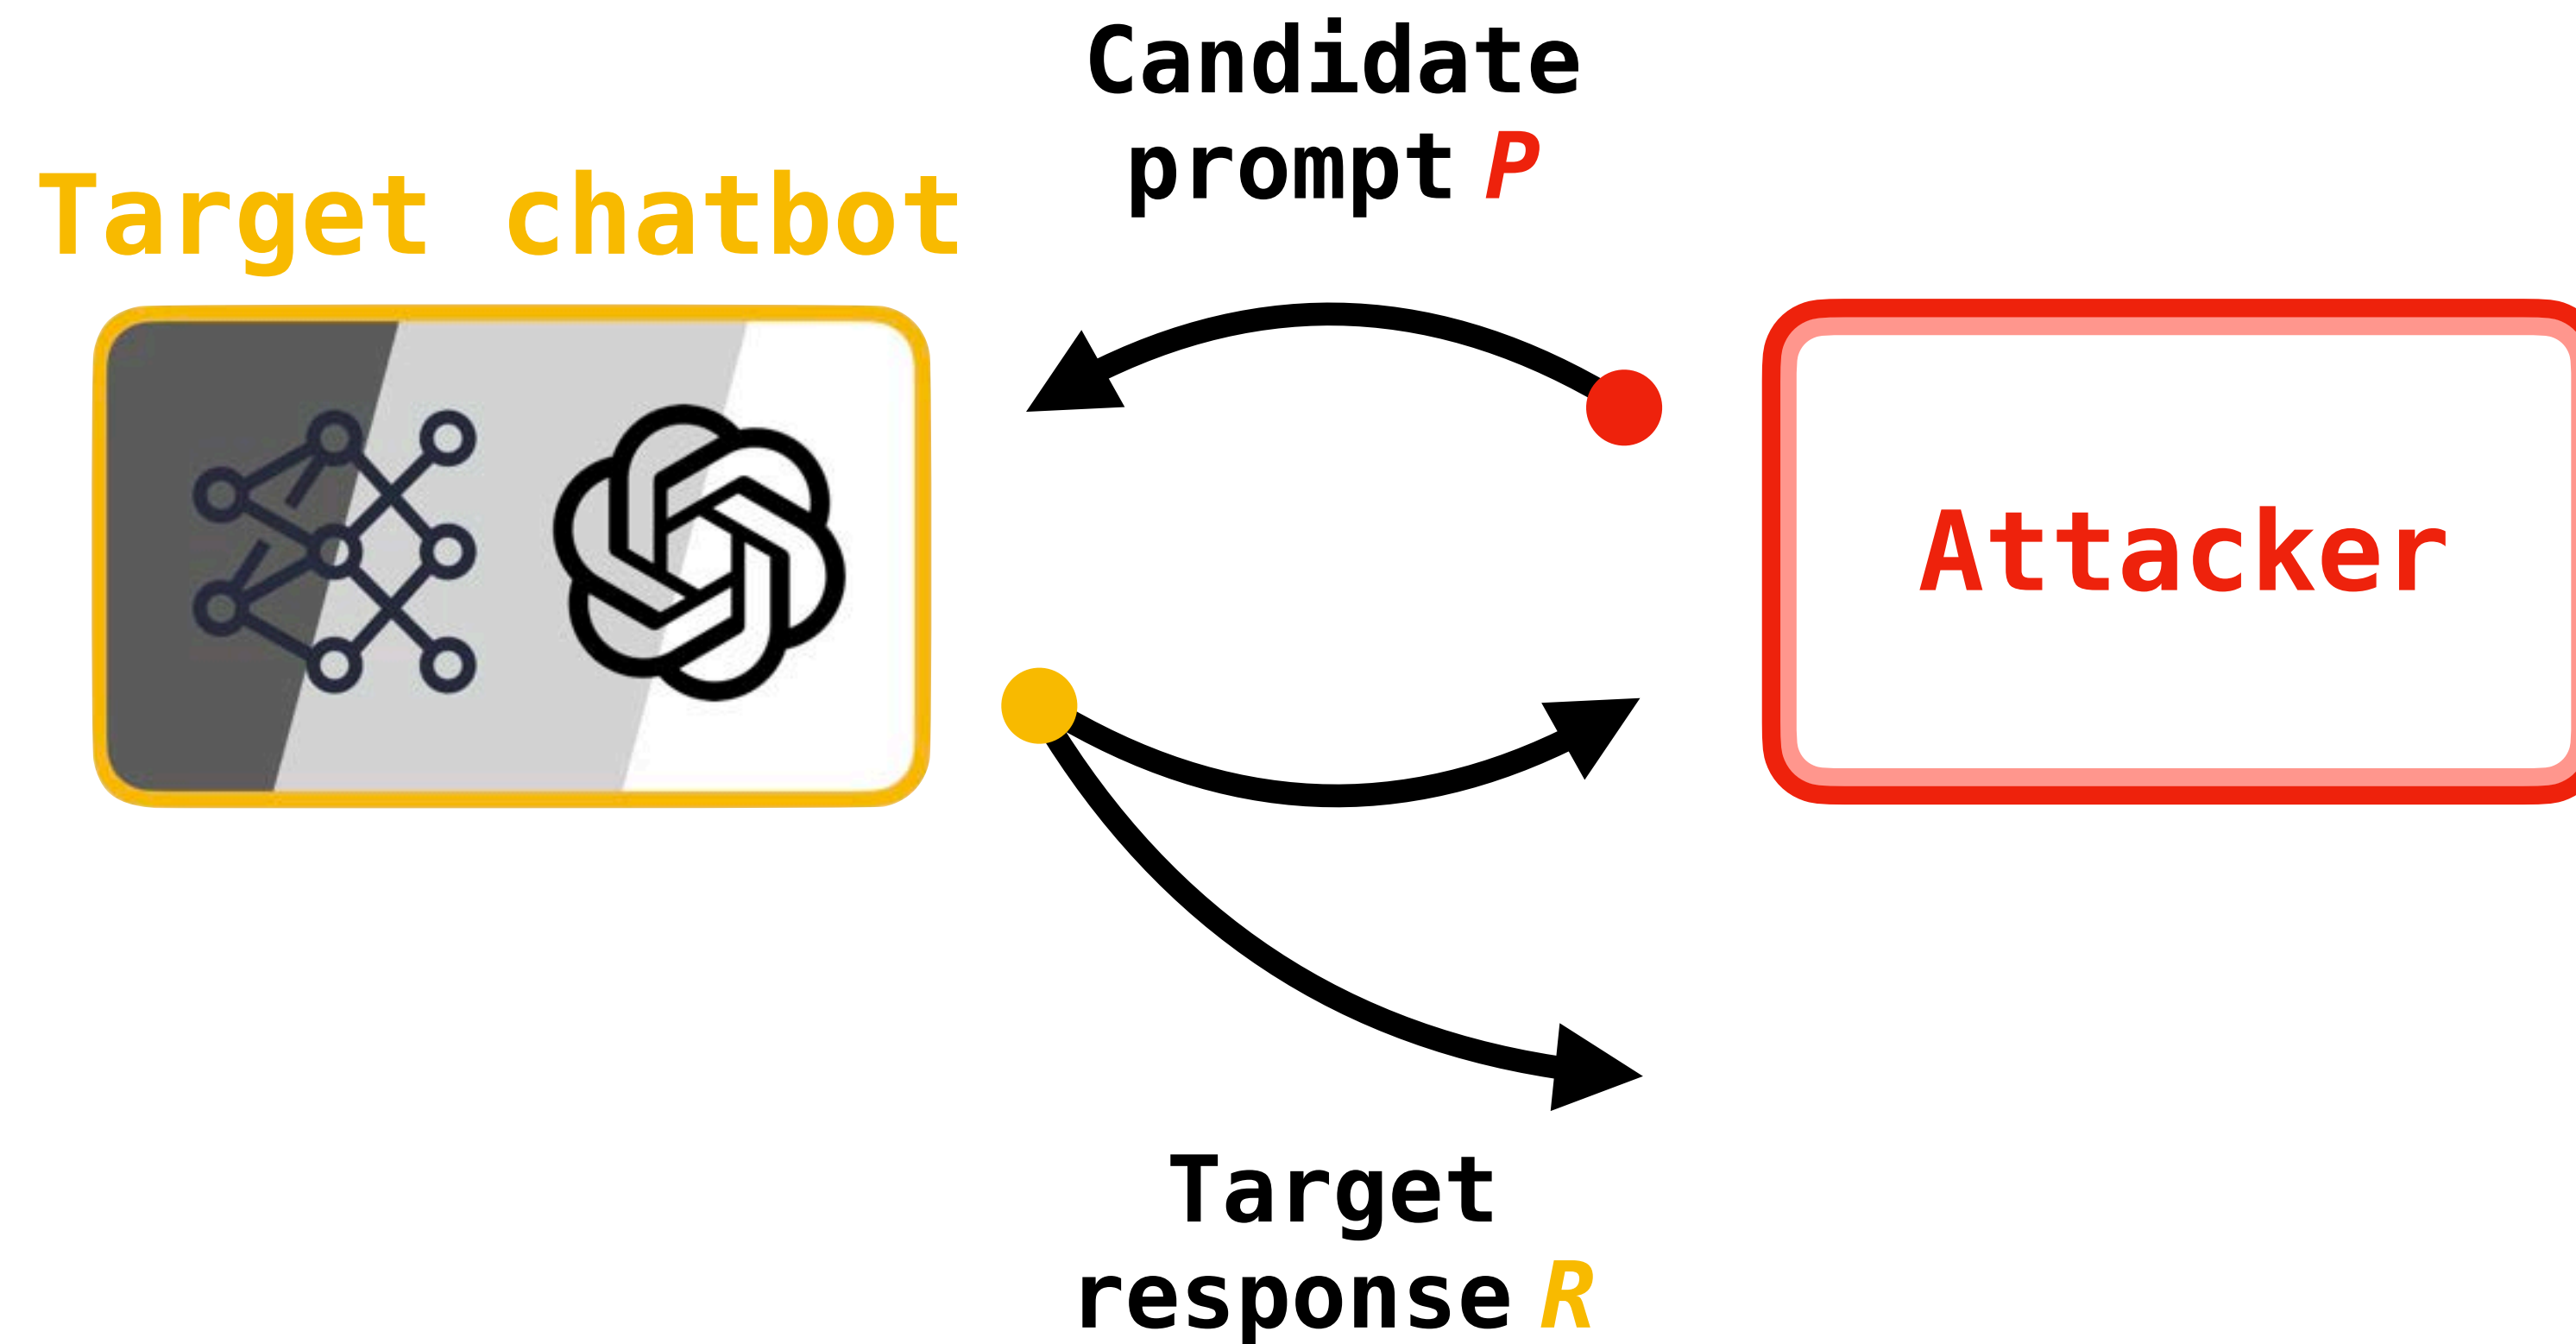 Candidate
prompt P
Target chatbot
Attacker
Target
response R